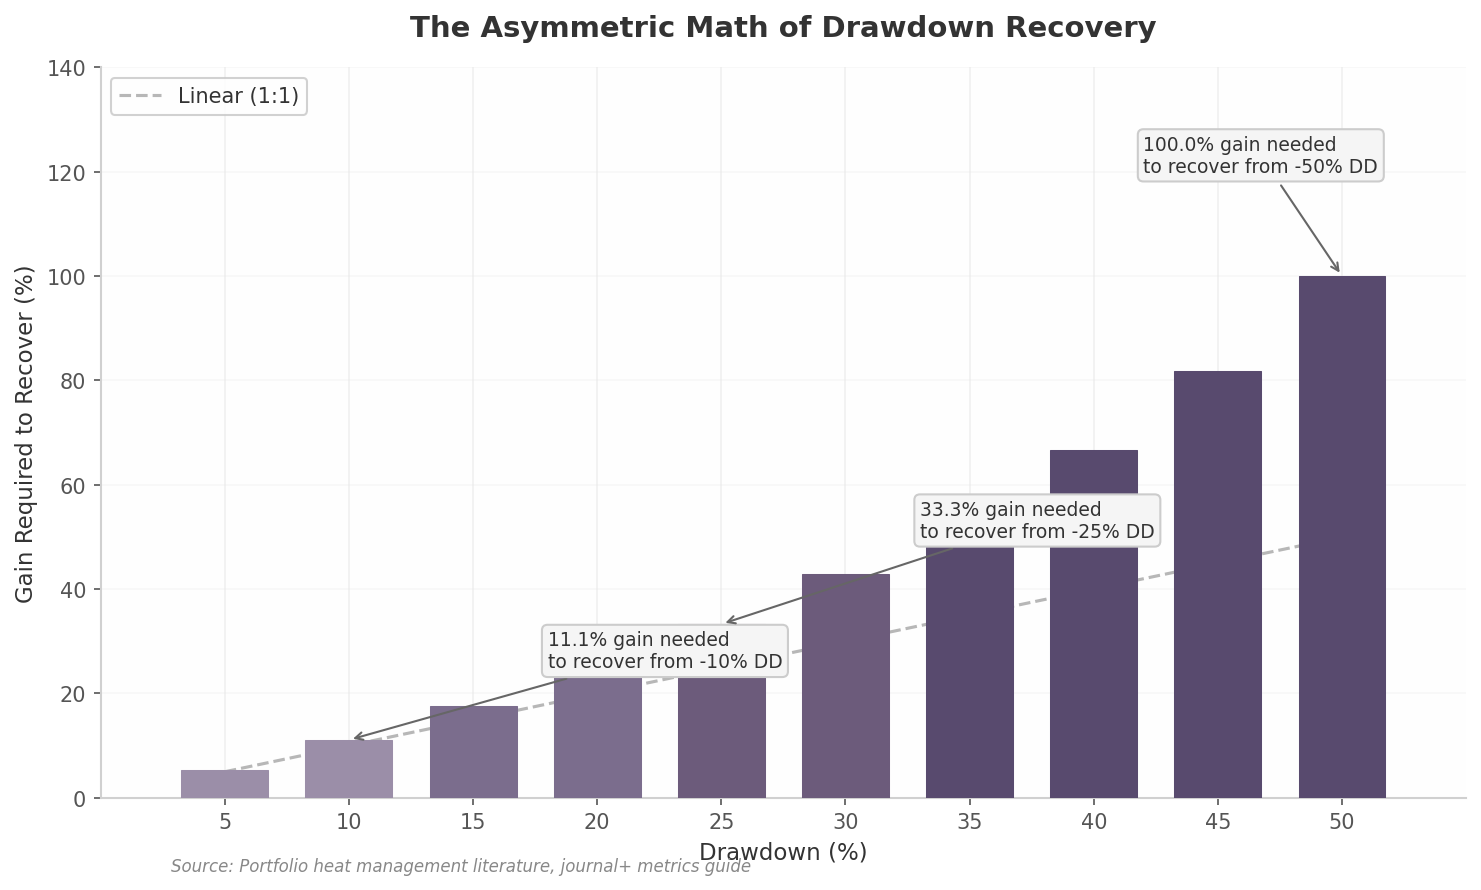 The Asymmetric Math of Drawdown Recovery
Linear (1:1)
140
120
100
80
60
40
20
0
Gain Required to Recover (%)
100.0% gain needed
to recover from -50% DD
33.3% gain needed
to recover from -25% DD
11.1% gain needed
to recover from -10% DD
5 10 15 20 25 30 35 40 45 50
Drawdown (%)
Source: Portfolio heat management literature, journal+ metrics guide